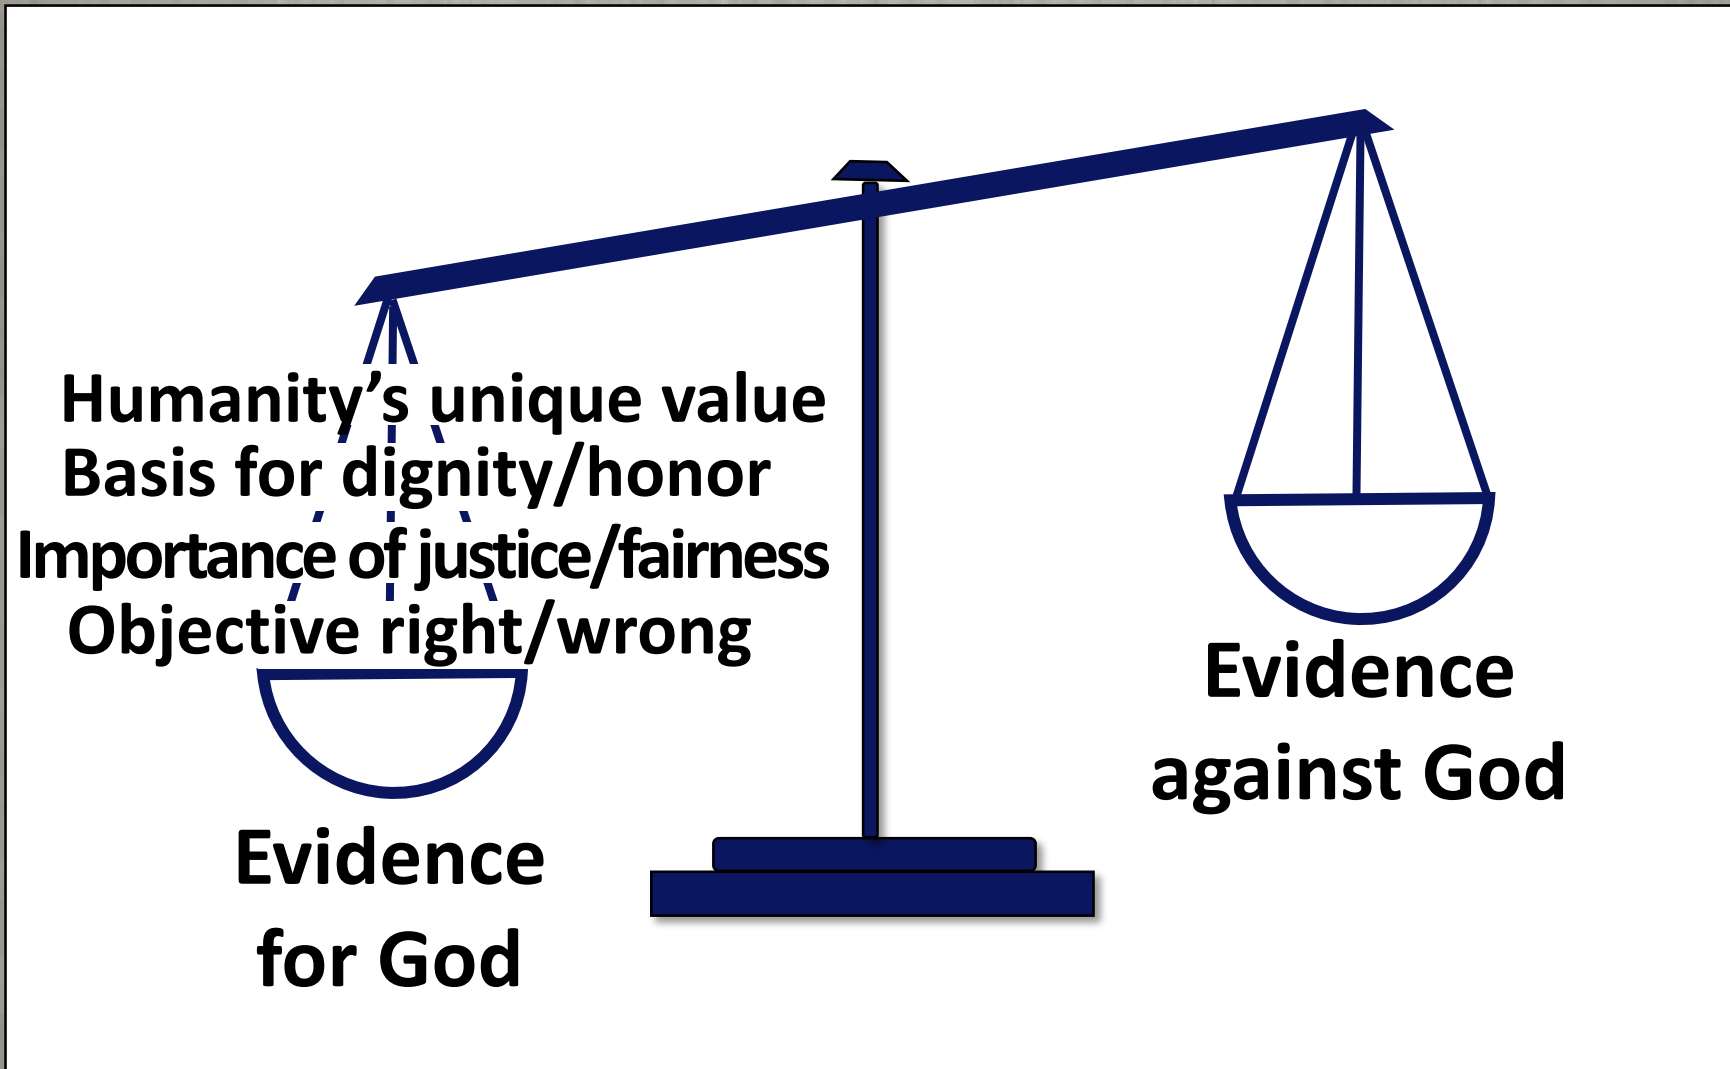 Humanity’s unique value
Basis for dignity/honor
Importance of justice/fairness
Objective right/wrong
Evidence
for God
Evidence
against God